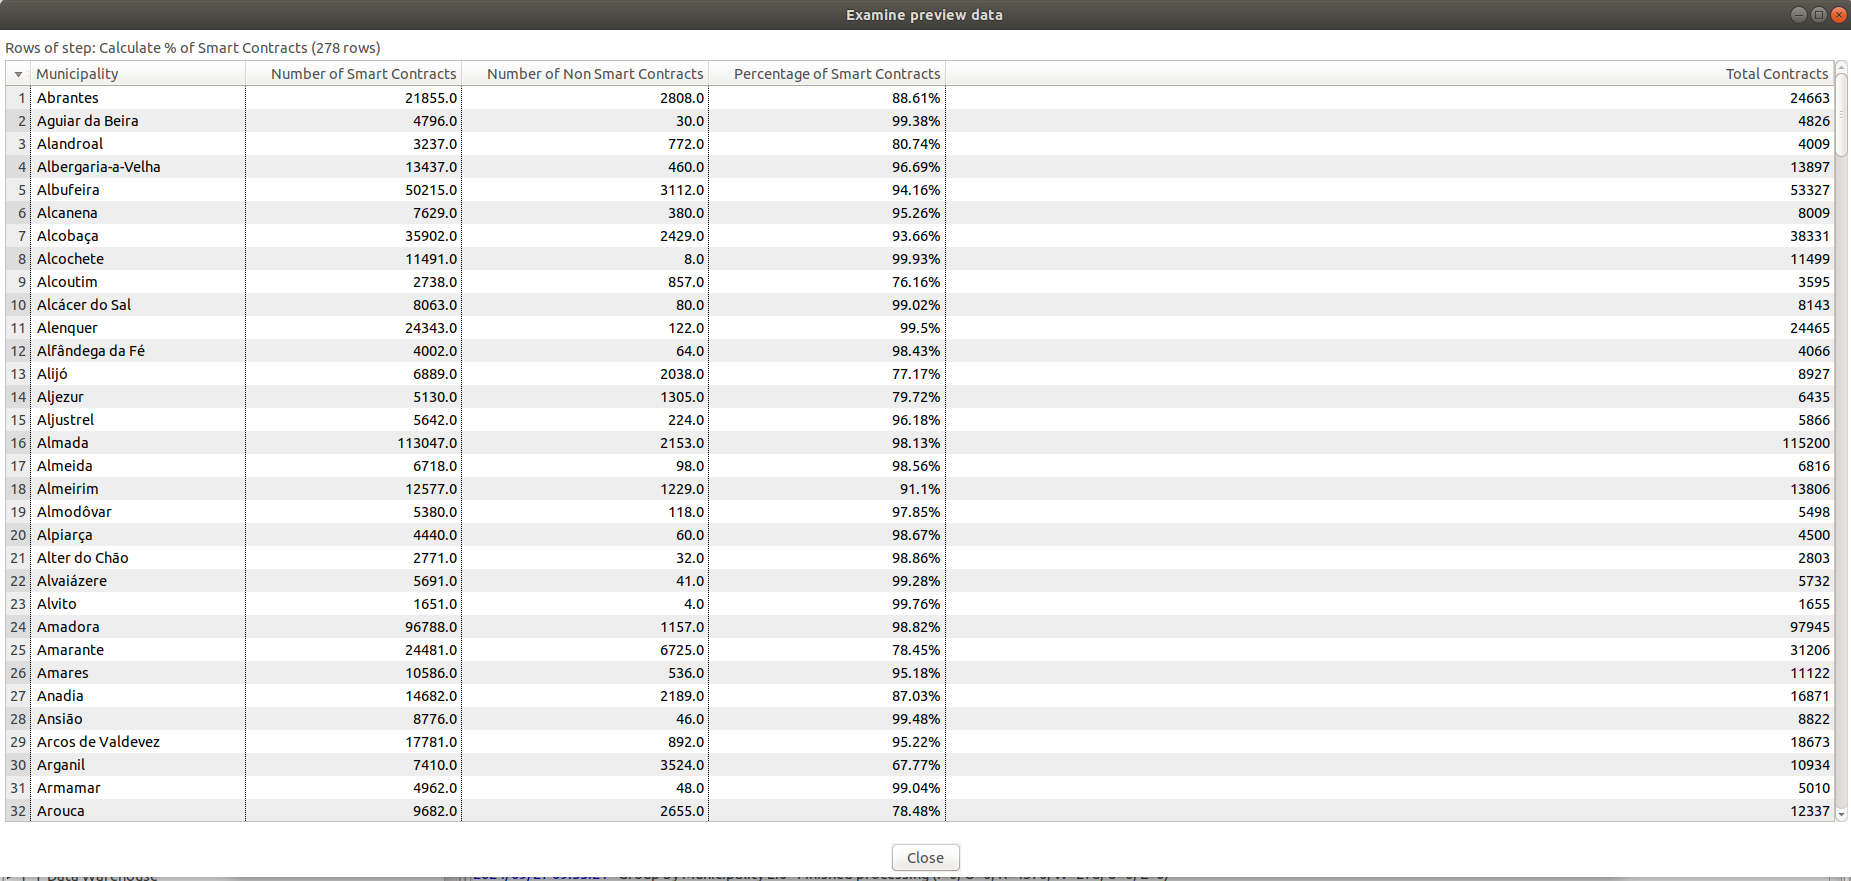 Examine preview data
Rows of step: Calculate % of Smart Contracts (278 rows)
Municipality Number of Smart Contracts Number of Non Smart Contracts Percentage of Smart Contracts Total Contracts
1 Abrantes 21855.0 2808.0 88.61% 24663
2 Aguiar da Beira 4796.0 30.0 99.38% 4826
3 Alandroal 3237.0 772.0 80.74% 4009
4 Albergaria-a-Velha 13437.0 460.0 96.69% 13897
5 Albufeira 50215.0 3112.0 94.16% 53327
6 Alcanena 7629.0 380.0 95.26% 8009
7 Alcobaça 35902.0 2429.0 93.66% 38331
8 Alcochete 11491.0 8.0 99.93% 11499
9 Alcoutim 2738.0 857.0 76.16% 3595
10 Alcácer do Sal 8063.0 80.0 99.02% 8143
11 Alenquer 24343.0 122.0 99.5% 24465
12 Alfândega da Fé 4002.0 64.0 98.43% 4066
13 Alijó 6889.0 2038.0 77.17% 8927
14 Aljezur 5130.0 1305.0 79.72% 6435
15 Aljustrel 5642.0 224.0 96.18% 5866
16 Almada 113047.0 2153.0 98.13% 115200
17 Almeida 6718.0 98.0 98.56% 6816
18 Almeirim 12577.0 1229.0 91.1% 13806
19 Almodôvar 5380.0 118.0 97.85% 5498
20 Alpiarça 4440.0 60.0 98.67% 4500
21 Alter do Chão 2771.0 32.0 98.86% 2803
22 Alvaiázere 5691.0 41.0 99.28% 5732
23 Alvito 1651.0 4.0 99.76% 1655
24 Amadora 96788.0 1157.0 98.82% 97945
25 Amarante 24481.0 6725.0 78.45% 31206
26 Amares 10586.0 536.0 95.18% 11122
27 Anadia 14682.0 2189.0 87.03% 16871
28 Ansião 8776.0 46.0 99.48% 8822
29 Arcos de Valdevez 17781.0 892.0 95.22% 18673
30 Arganil 7410.0 3524.0 67.77% 10934
31 Armamar 4962.0 48.0 99.04% 5010
32 Arouca 9682.0 2655.0 78.48% 12337
Close
Data Warehouse